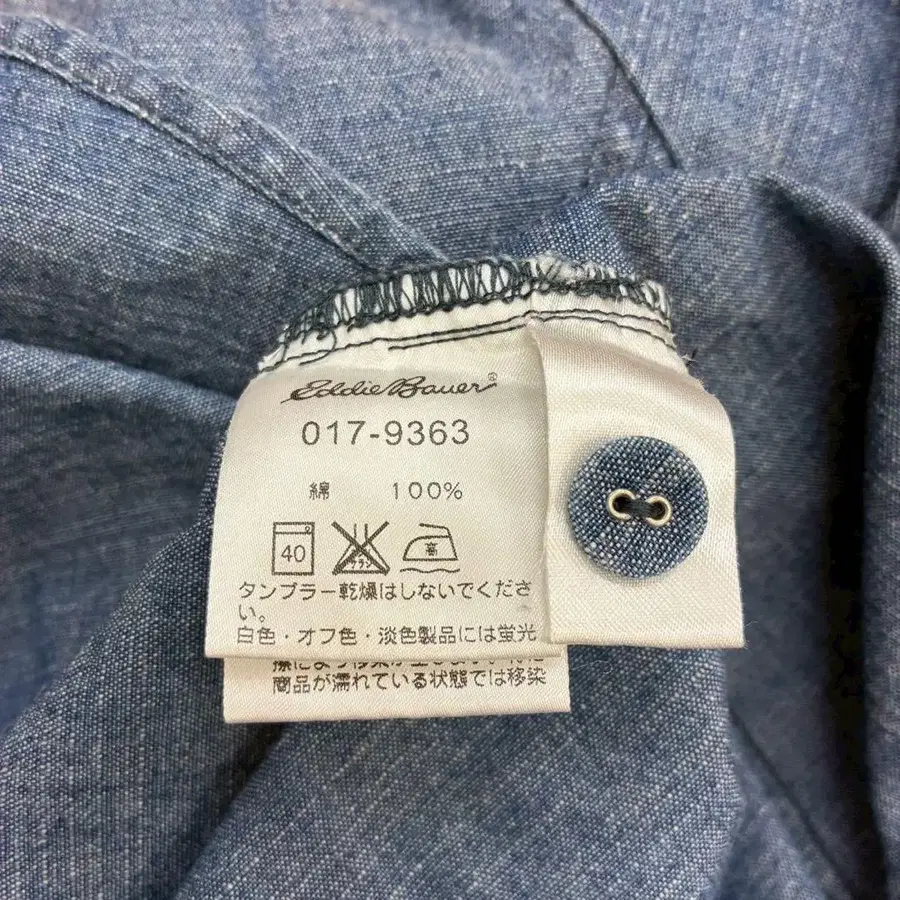 Eddie Bauer®
017-9363
綿 100%
40 高
タンブラー乾燥はしないでくださ
い。
白色・オフ色・淡色製品には蛍光
商品が濡れている状態では移染